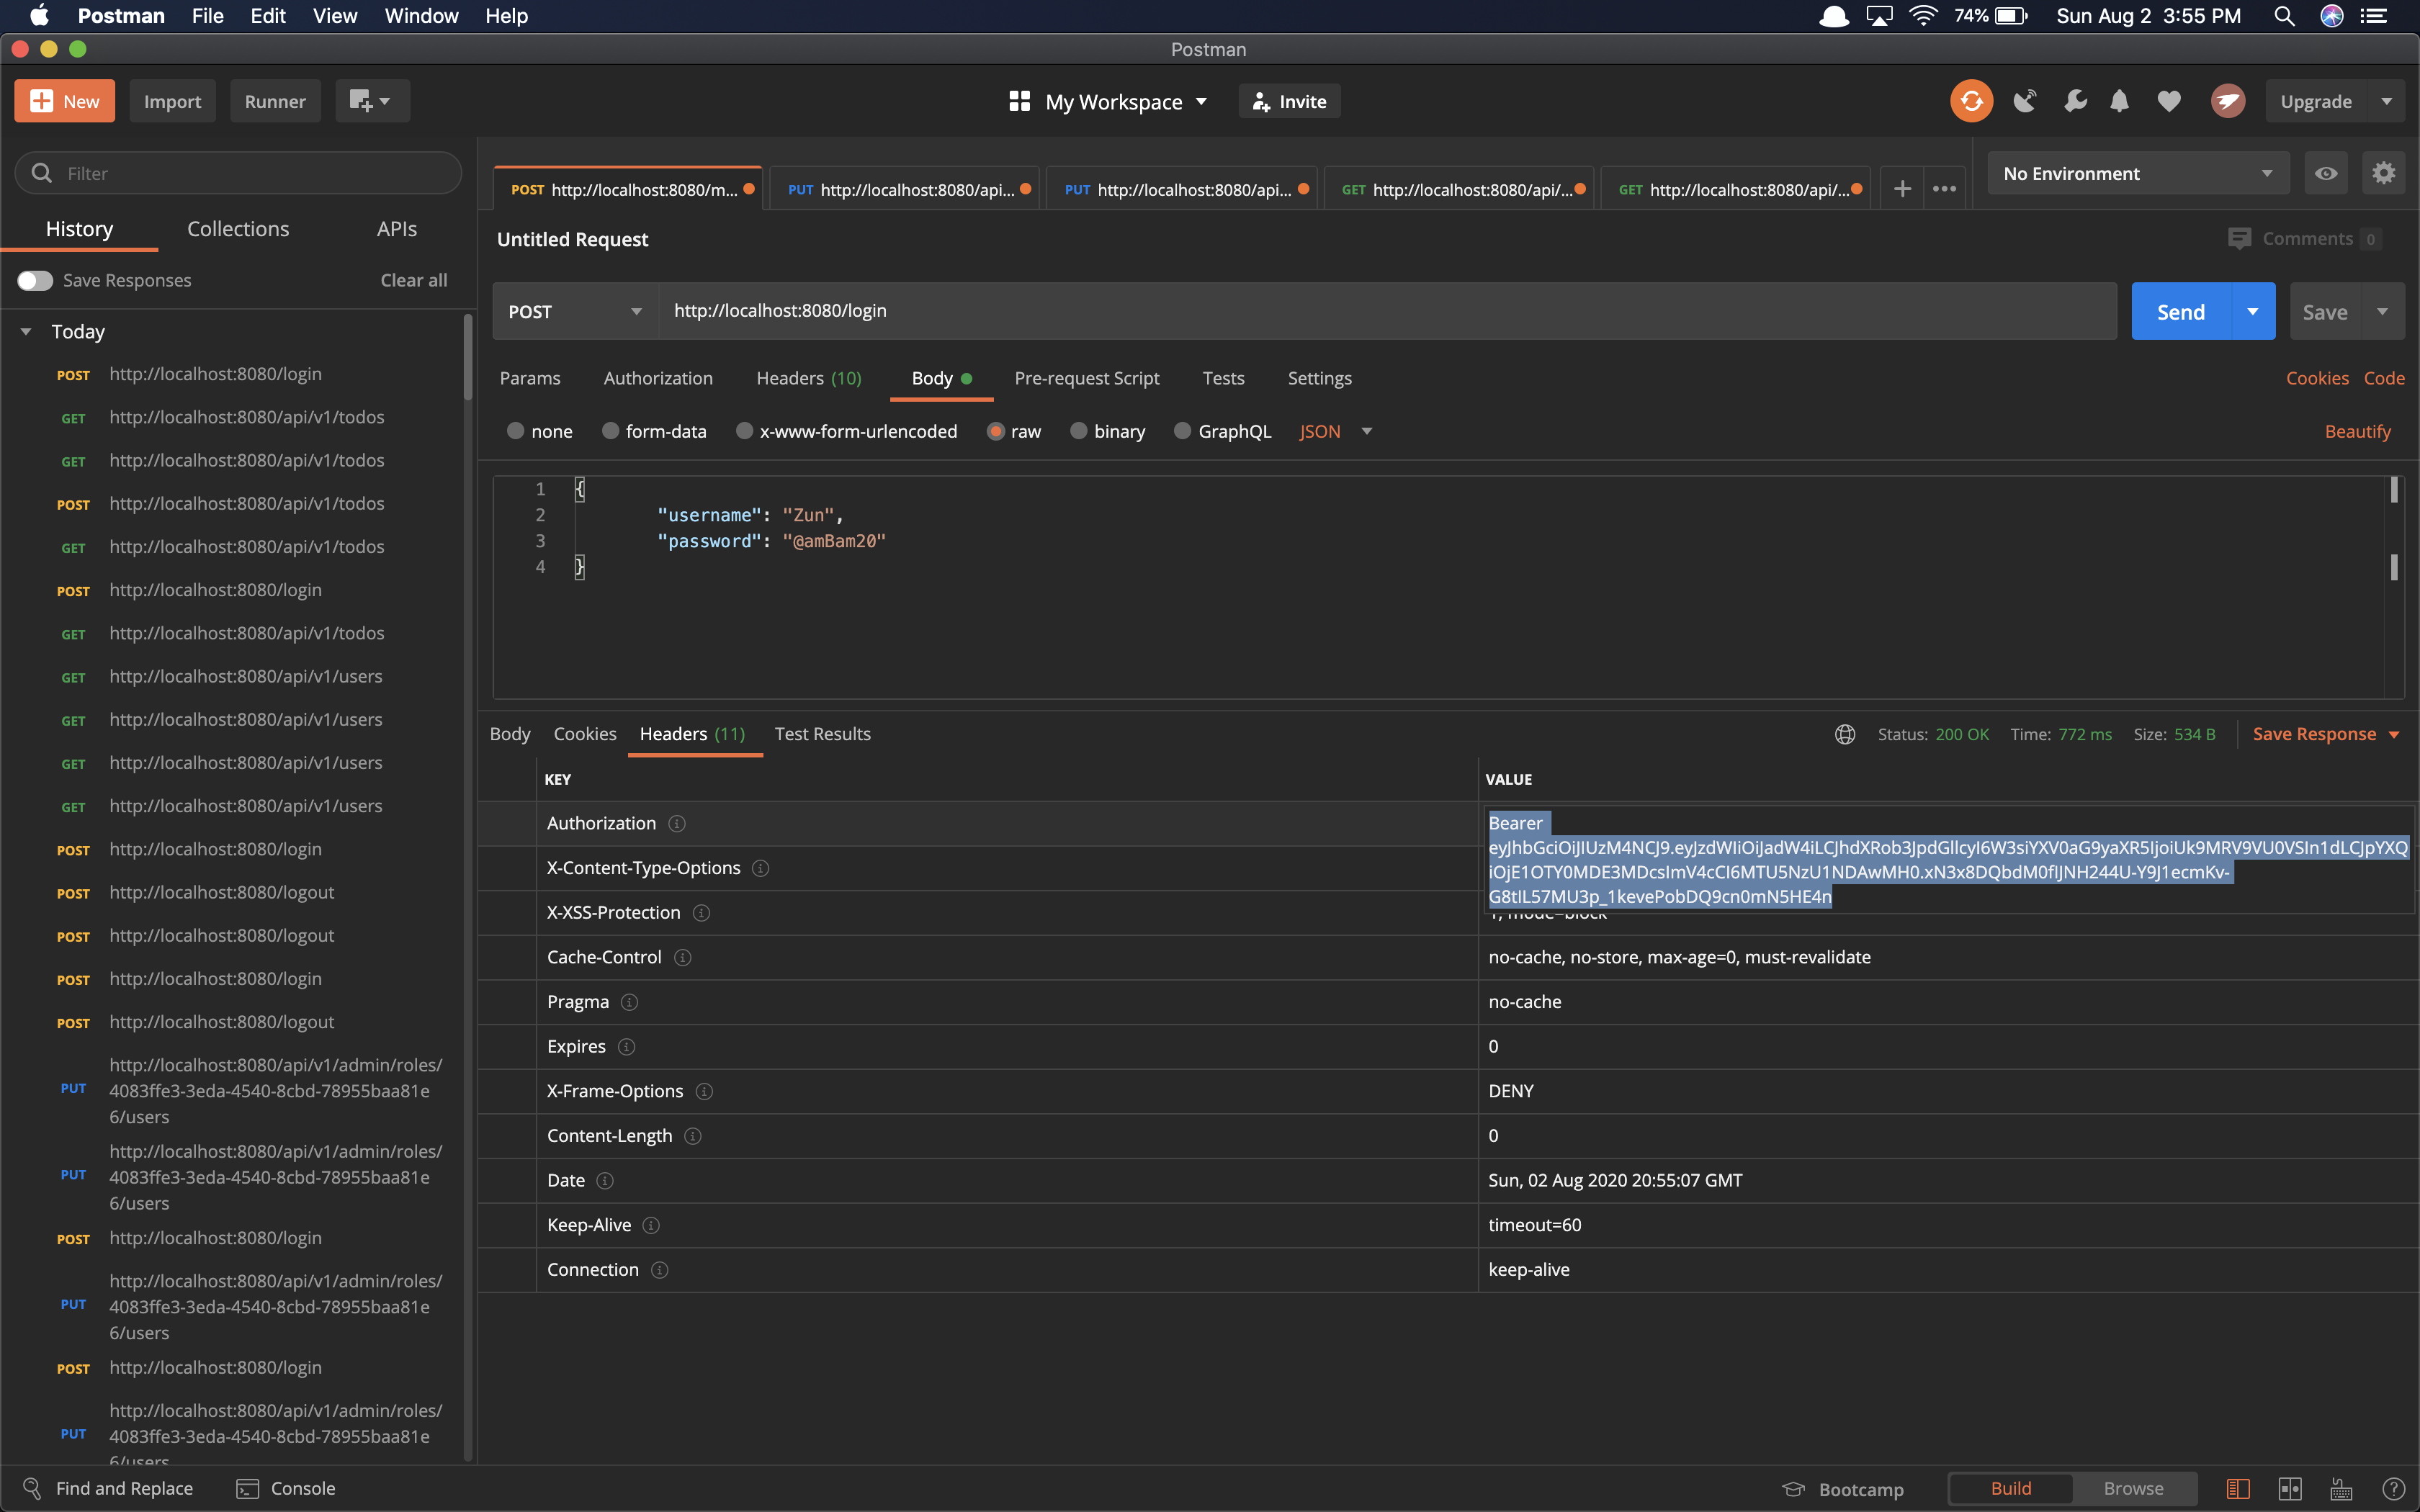 Postman File Edit View Window Help 74% Sun Aug 2 3:55 PM
Postman
New Import Runner My Workspace Invite Upgrade
Filter
History Collections APIs
Save Responses Clear all
Today
POST http://localhost:8080/login
GET http://localhost:8080/api/v1/todos
GET http://localhost:8080/api/v1/todos
POST http://localhost:8080/api/v1/todos
GET http://localhost:8080/api/v1/todos
POST http://localhost:8080/login
GET http://localhost:8080/api/v1/todos
GET http://localhost:8080/api/v1/users
GET http://localhost:8080/api/v1/users
GET http://localhost:8080/api/v1/users
GET http://localhost:8080/api/v1/users
POST http://localhost:8080/login
POST http://localhost:8080/logout
POST http://localhost:8080/logout
POST http://localhost:8080/login
POST http://localhost:8080/logout
http://localhost:8080/api/v1/admin/roles/
PUT 4083ffe3-3eda-4540-8cbd-78955baa81e
6/users
http://localhost:8080/api/v1/admin/roles/
PUT 4083ffe3-3eda-4540-8cbd-78955baa81e
6/users
POST http://localhost:8080/login
http://localhost:8080/api/v1/admin/roles/
PUT 4083ffe3-3eda-4540-8cbd-78955baa81e
6/users
POST http://localhost:8080/login
http://localhost:8080/api/v1/admin/roles/
PUT 4083ffe3-3eda-4540-8cbd-78955baa81e
6/users
POST http://localhost:8080/m... PUT http://localhost:8080/api... PUT http://localhost:8080/api... GET http://localhost:8080/api/... GET http://localhost:8080/api/... No Environment
Untitled Request Comments 0
POST http://localhost:8080/login Send Save
Params Authorization Headers (10) Body Pre-request Script Tests Settings Cookies Code
none form-data x-www-form-urlencoded raw binary GraphQL JSON Beautify
1 {
2 "username": "Zun",
3 "password": "@amBam20"
4 }
Body Cookies Headers (11) Test Results Status: 200 OK Time: 772 ms Size: 534 B Save Response
KEY VALUE
Authorization Bearer
eyJhbGciOiJIUzM4NCJ9.eyJzdWIiOiJadW4iLCJhdXRob3JpdGllcyI6W3siYXV0aG9yaXR5IjoiUk9MRV9VU0VSIn1dLCJpYXQ
iOjE1OTY0MDE3MDcsImV4cCI6MTU5NzU1NDAwMH0.xN3x8DQbdM0fIJNH244U-Y9J1ecmKv-
G8tIL57MU3p_1kevePobDQ9cn0mN5HE4n
X-Content-Type-Options
X-XSS-Protection 1; mode=block
Cache-Control no-cache, no-store, max-age=0, must-revalidate
Pragma no-cache
Expires 0
X-Frame-Options DENY
Content-Length 0
Date Sun, 02 Aug 2020 20:55:07 GMT
Keep-Alive timeout=60
Connection keep-alive
Find and Replace Console Bootcamp Build Browse